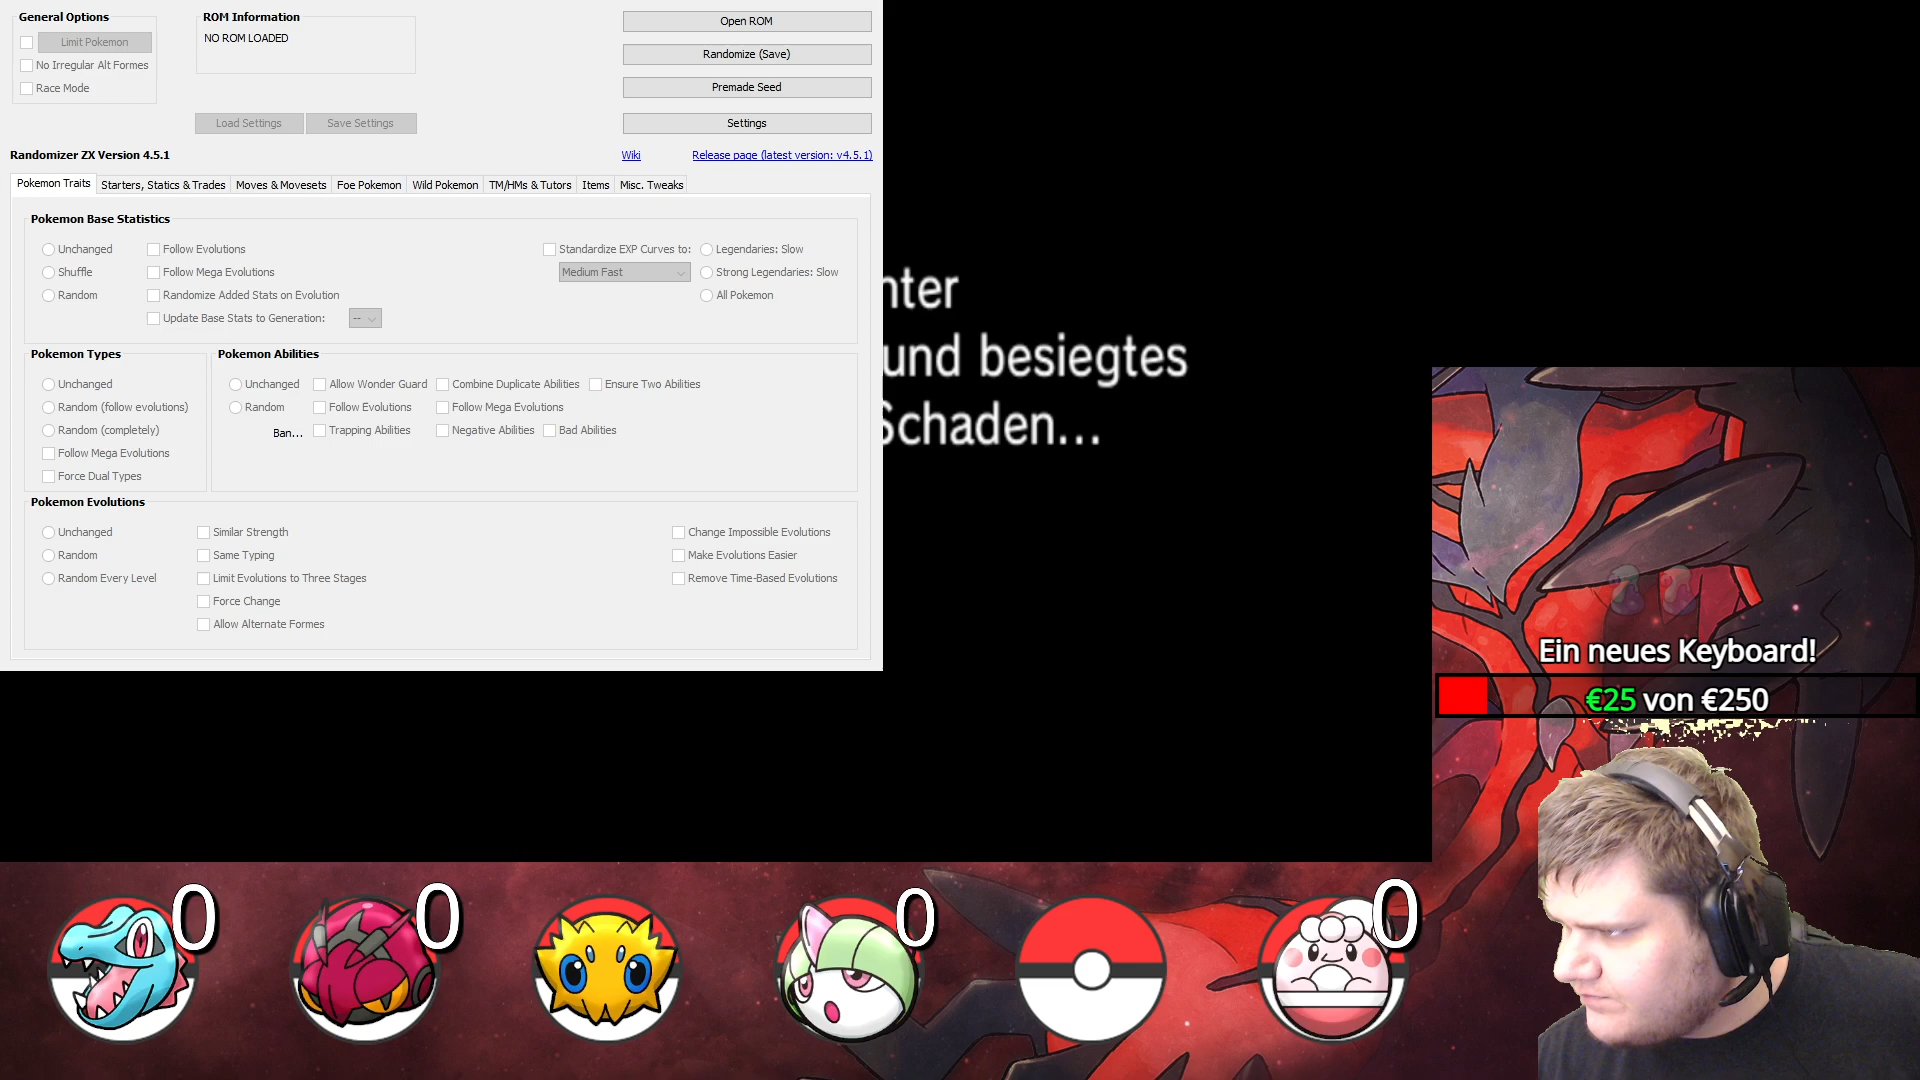 General Options
Limit Pokemon
No Irregular Alt Formes
Race Mode
ROM Information
NO ROM LOADED
Load Settings
Save Settings
Open ROM
Randomize (Save)
Premade Seed
Settings
Randomizer ZX Version 4.5.1
Wiki
Release page (latest version: v4.5.1)
Pokemon Traits
Starters, Statics & Trades
Moves & Movesets
Foe Pokemon
Wild Pokemon
TM/HMs & Tutors
Items
Misc. Tweaks
Pokemon Base Statistics
Unchanged
Follow Evolutions
Standardize EXP Curves to:
Legendaries: Slow
Shuffle
Follow Mega Evolutions
Medium Fast
Strong Legendaries: Slow
Random
Randomize Added Stats on Evolution
All Pokemon
Update Base Stats to Generation:
--
Pokemon Types
Unchanged
Random (follow evolutions)
Random (completely)
Follow Mega Evolutions
Force Dual Types
Pokemon Abilities
Unchanged
Allow Wonder Guard
Combine Duplicate Abilities
Ensure Two Abilities
Random
Follow Evolutions
Follow Mega Evolutions
Ban...
Trapping Abilities
Negative Abilities
Bad Abilities
Pokemon Evolutions
Unchanged
Similar Strength
Change Impossible Evolutions
Random
Same Typing
Make Evolutions Easier
Random Every Level
Limit Evolutions to Three Stages
Remove Time-Based Evolutions
Force Change
Allow Alternate Formes
nter
und besiegtes
Schaden...
Ein neues Keyboard!
€25 von €250
0
0
0
0